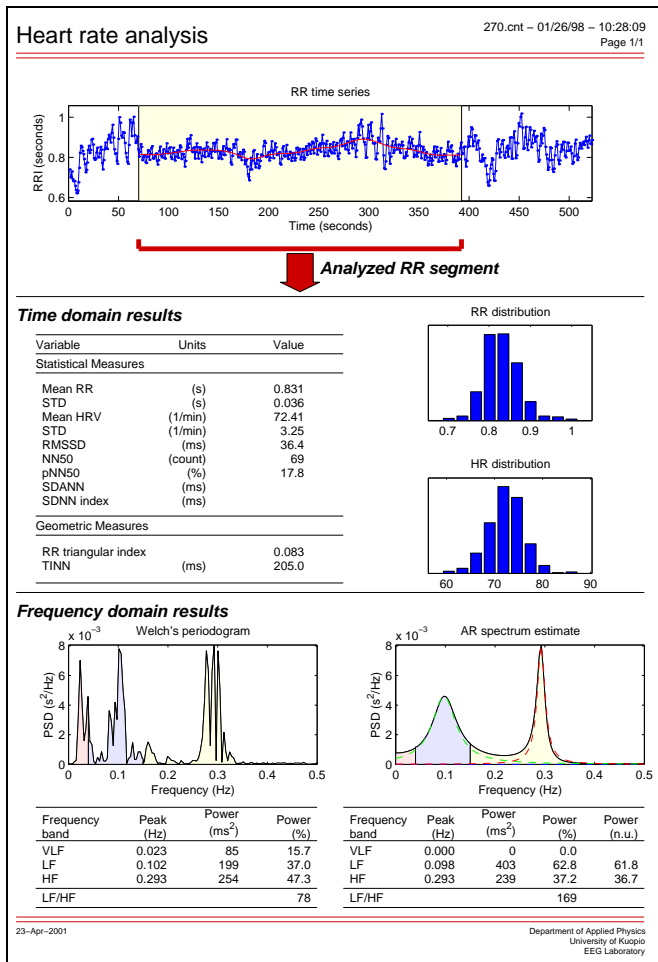 Heart rate analysis
270.cnt – 01/26/98 – 10:28:09
Page 1/1
RR time series
1
0.8
0.6
RRI (seconds)
0 50 100 150 200 250 300 350 400 450 500
Time (seconds)
Analyzed RR segment
Time domain results
Variable Units Value
Statistical Measures
Mean RR (s) 0.831
STD (s) 0.036
Mean HRV (1/min) 72.41
STD (1/min) 3.25
RMSSD (ms) 36.4
NN50 (count) 69
pNN50 (%) 17.8
SDANN (ms)
SDNN index (ms)
Geometric Measures
RR triangular index 0.083
TINN (ms) 205.0
RR distribution
0.7 0.8 0.9 1
HR distribution
60 70 80 90
Frequency domain results
Welch's periodogram
x 10⁻³
8
6
4
2
0
PSD (s²/Hz)
0 0.1 0.2 0.3 0.4 0.5
Frequency (Hz)
AR spectrum estimate
x 10⁻³
8
6
4
2
0
PSD (s²/Hz)
0 0.1 0.2 0.3 0.4 0.5
Frequency (Hz)
Frequency band Peak (Hz) Power (ms²) Power (%)
VLF 0.023 85 15.7
LF 0.102 199 37.0
HF 0.293 254 47.3
LF/HF 78
Frequency band Peak (Hz) Power (ms²) Power (%) Power (n.u.)
VLF 0.000 0 0.0
LF 0.098 403 62.8 61.8
HF 0.293 239 37.2 36.7
LF/HF 169
23–Apr–2001
Department of Applied Physics
University of Kuopio
EEG Laboratory